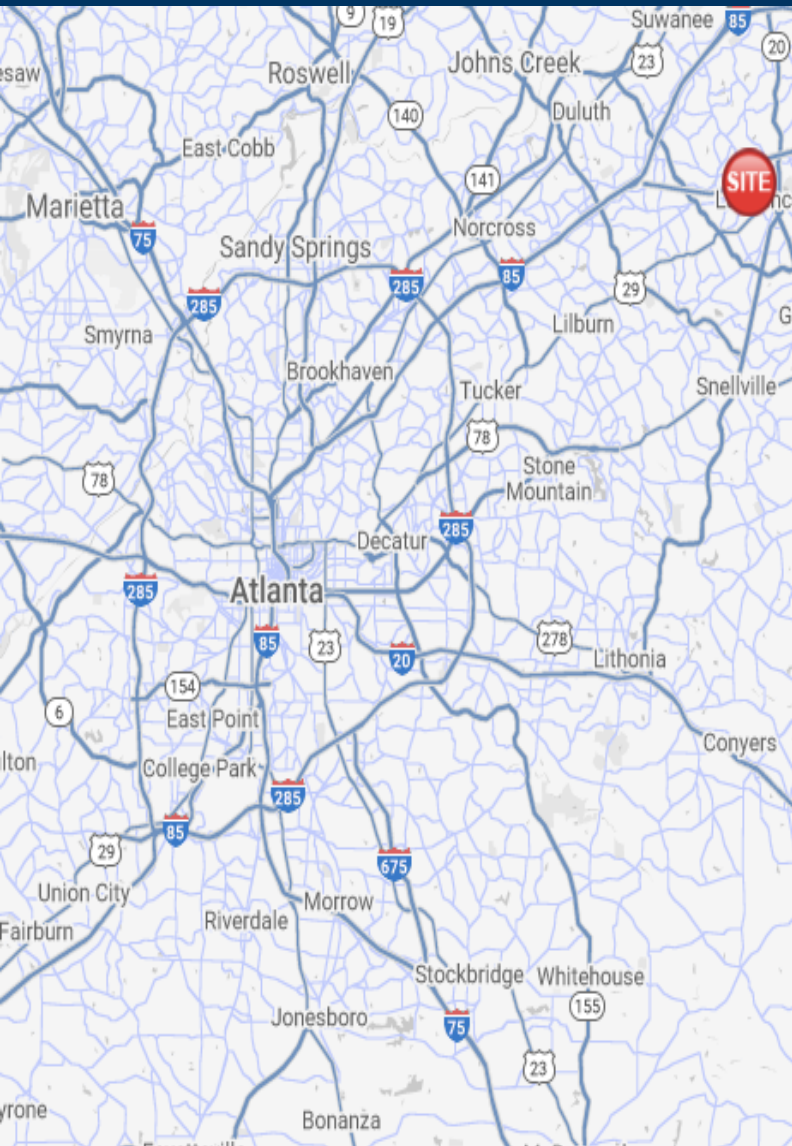 9
19
Suwanee
85
20
esaw
Roswell
Johns Creek
23
140
Duluth
East Cobb
141
SITE
Marietta
75
Norcross
Sandy Springs
285
285
85
29
Smyrna
Lilburn
G
Brookhaven
Tucker
Snellville
78
78
Stone
Mountain
285
Decatur
285
Atlanta
85
23
278
20
Lithonia
154
6
East Point
Conyers
lton
College Park
285
85
29
675
Union City
Morrow
Riverdale
Fairburn
Stockbridge
Whitehouse
155
Jonesboro
75
23
yrone
Bonanza